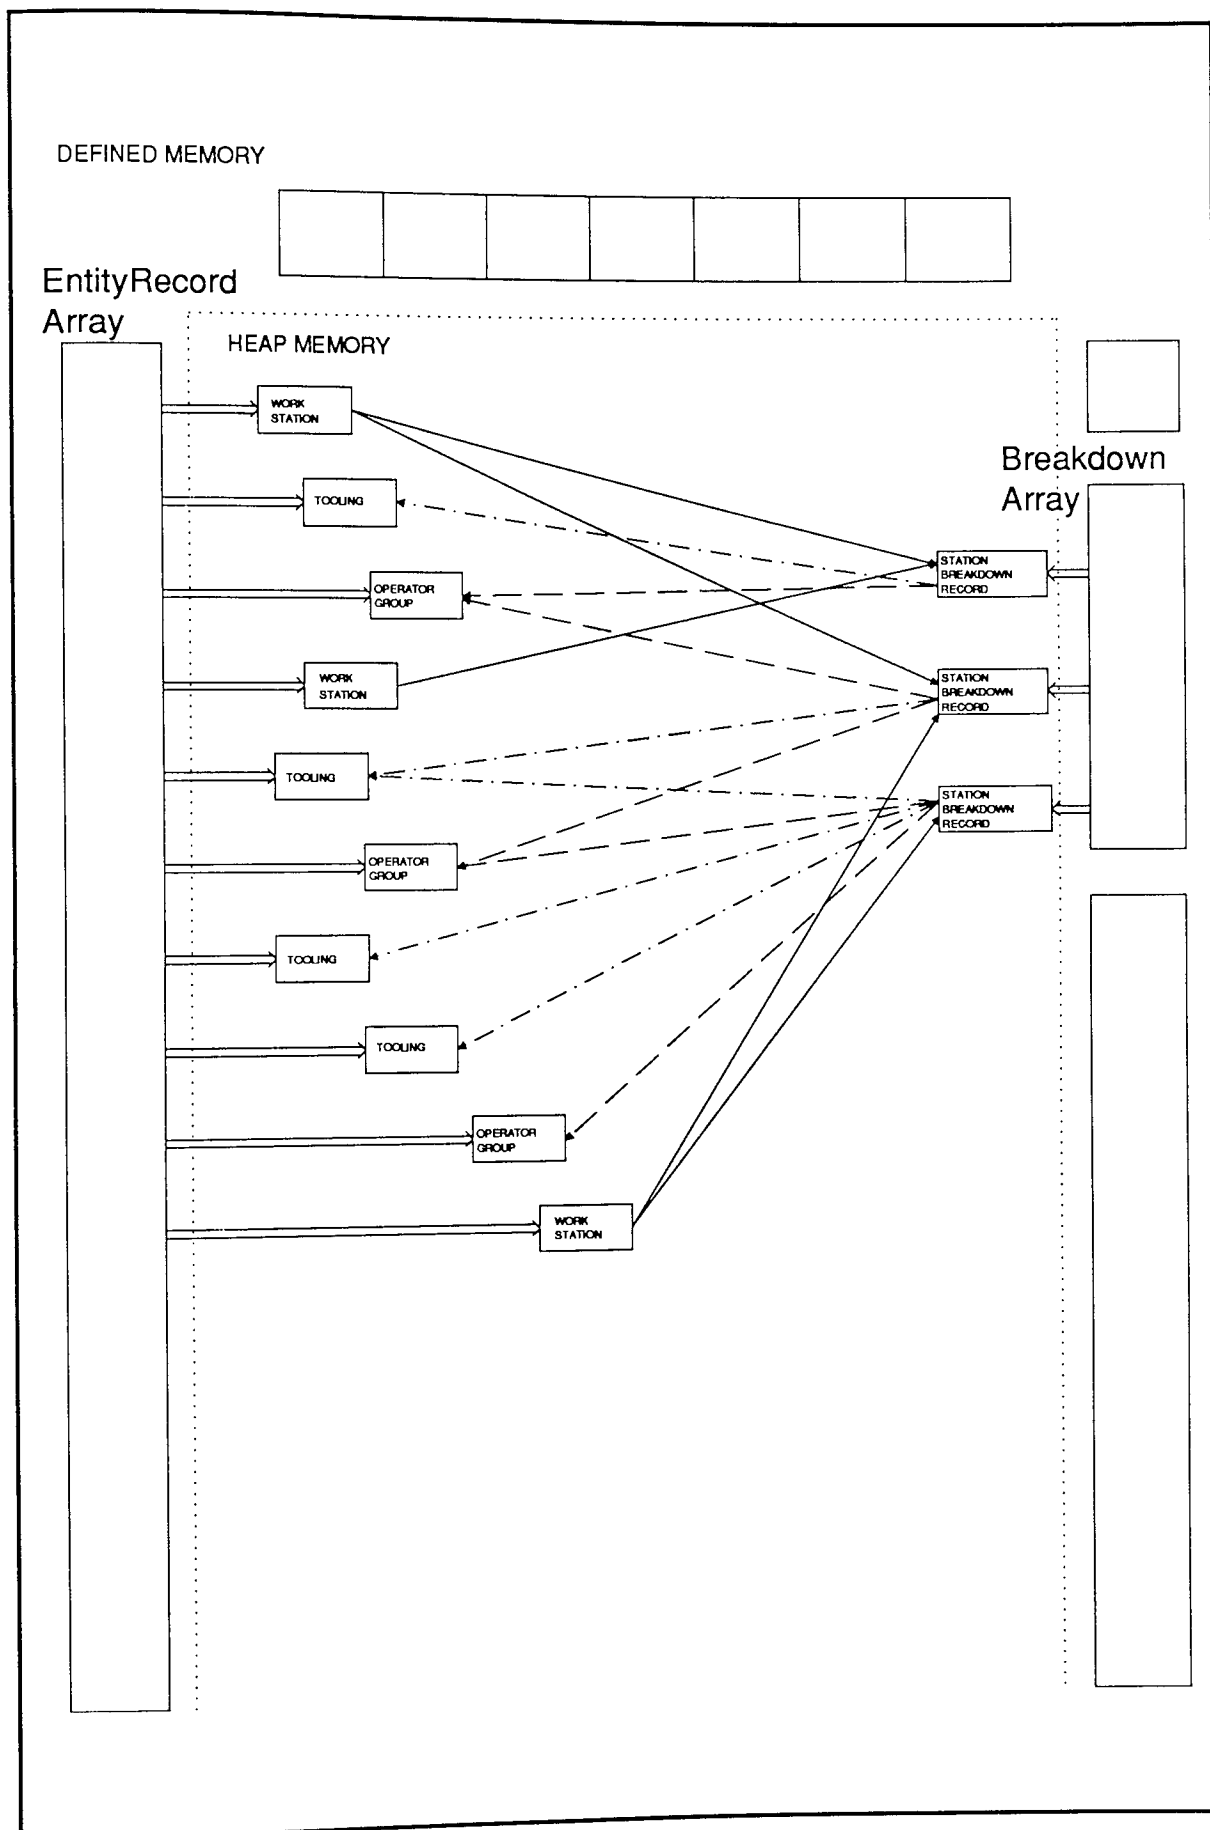 DEFINED MEMORY
EntityRecord
Array
HEAP MEMORY
WORK
STATION
TOOLING
OPERATOR
GROUP
WORK
STATION
TOOLING
OPERATOR
GROUP
TOOLING
TOOLING
OPERATOR
GROUP
WORK
STATION
Breakdown
Array
STATION
BREAKDOWN
RECORD
STATION
BREAKDOWN
RECORD
STATION
BREAKDOWN
RECORD